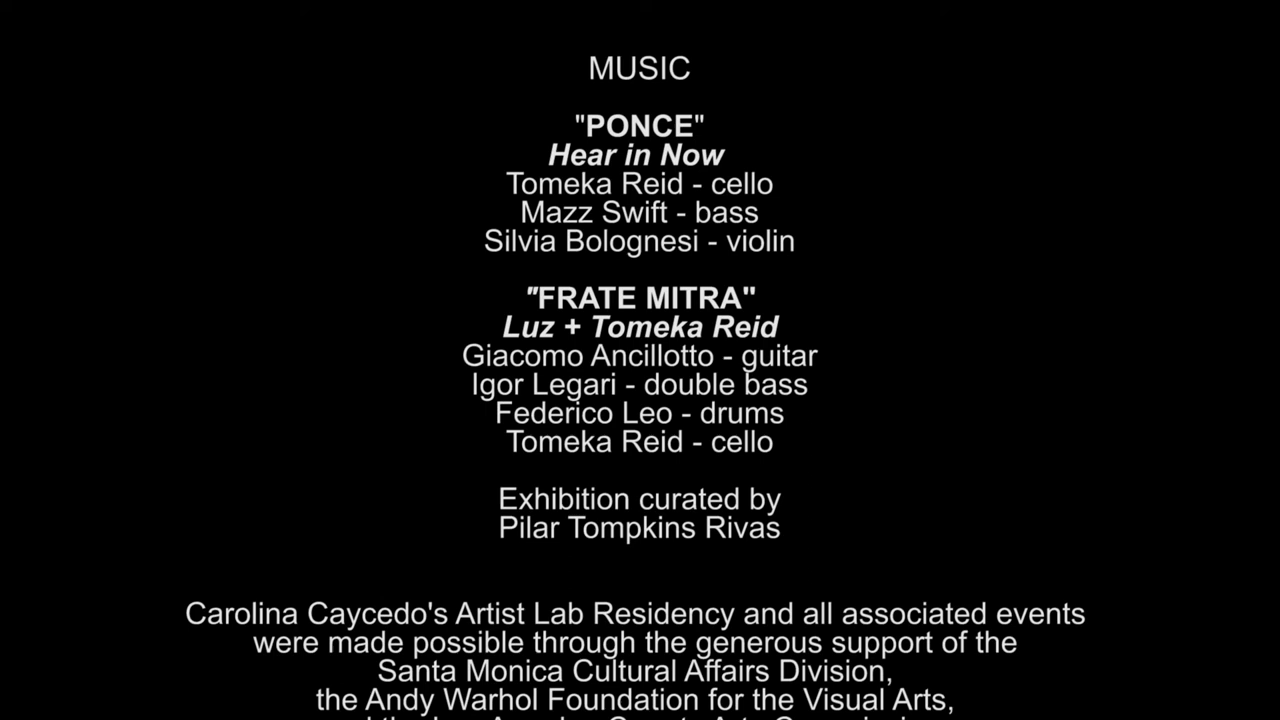 MUSIC
"PONCE"
Hear in Now
Tomeka Reid - cello
Mazz Swift - bass
Silvia Bolognesi - violin
"FRATE MITRA"
Luz + Tomeka Reid
Giacomo Ancillotto - guitar
Igor Legari - double bass
Federico Leo - drums
Tomeka Reid - cello
Exhibition curated by
Pilar Tompkins Rivas
Carolina Caycedo's Artist Lab Residency and all associated events
were made possible through the generous support of the
Santa Monica Cultural Affairs Division,
the Andy Warhol Foundation for the Visual Arts,